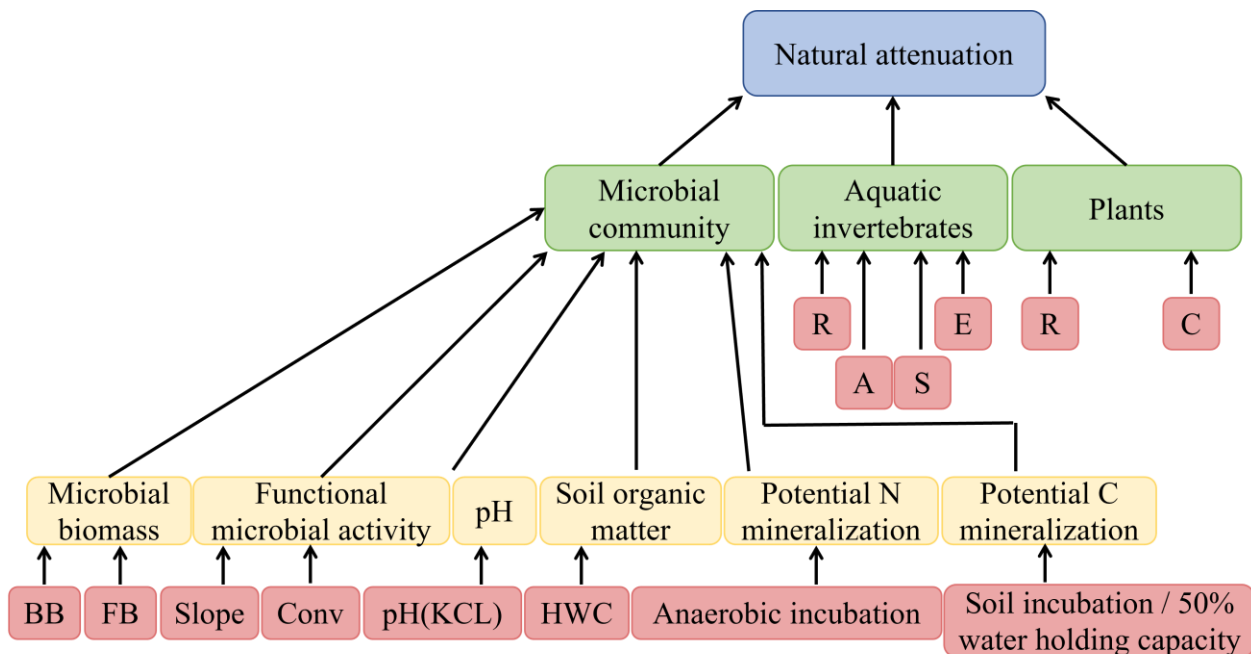 Natural attenuation
Microbial
community
Aquatic
invertebrates
Plants
R
E
R
C
A
S
Microbial
biomass
Functional
microbial activity
pH
Soil organic
matter
Potential N
mineralization
Potential C
mineralization
BB
FB
Slope
Conv
pH(KCL)
HWC
Anaerobic incubation
Soil incubation / 50%
water holding capacity